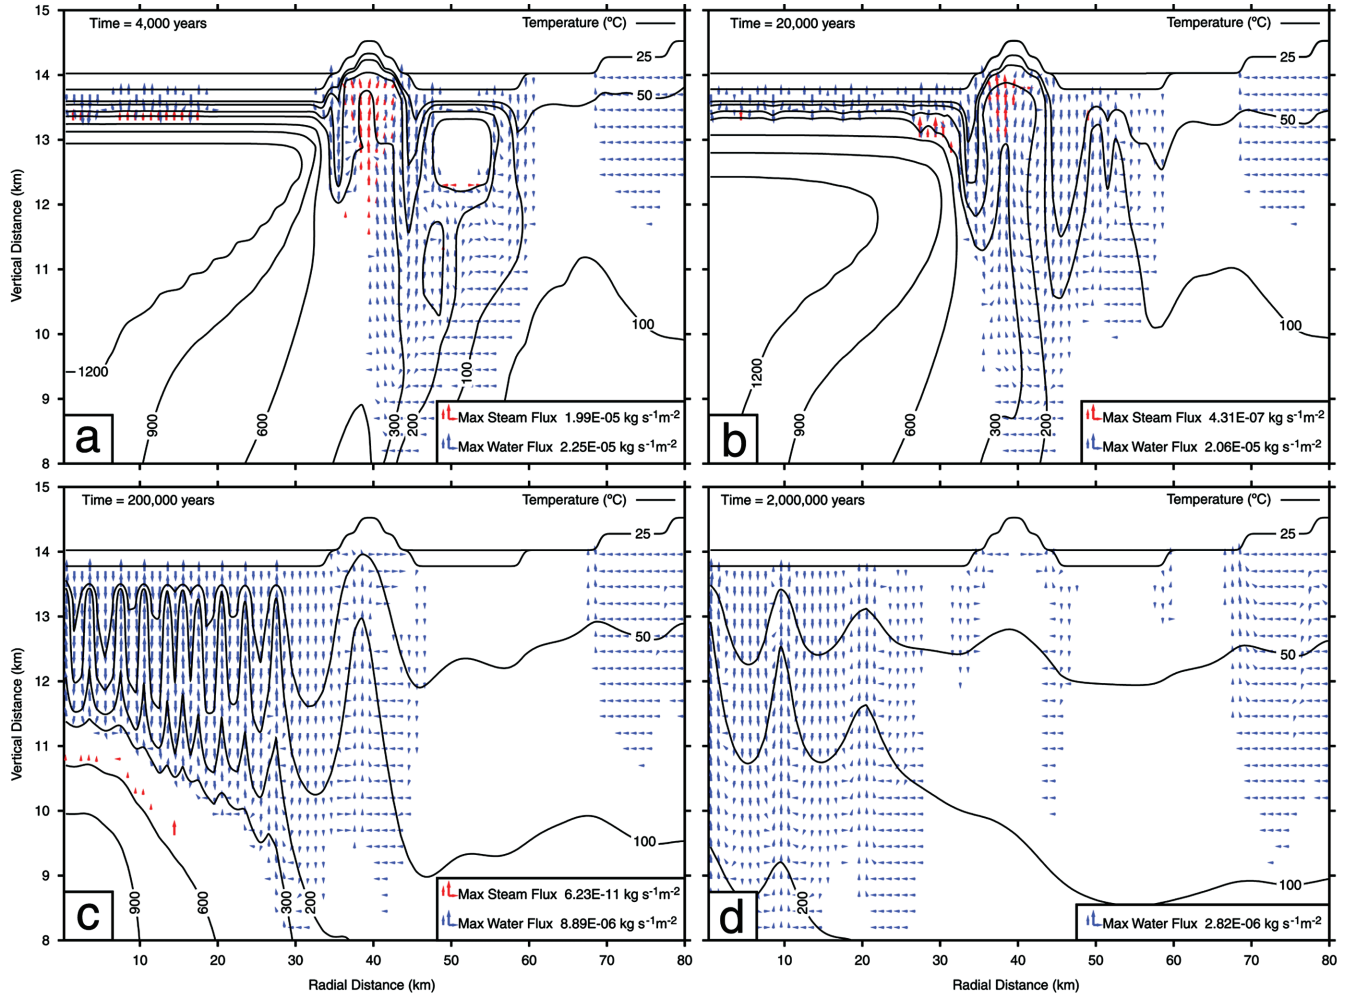 Time = 4,000 years
Temperature (ºC)
25
50
100
1200
900
600
300
200
100
a
Max Steam Flux 1.99E-05 kg s⁻¹m⁻²
Max Water Flux 2.25E-05 kg s⁻¹m⁻²
15
14
13
12
11
10
9
8
Vertical Distance (km)
Time = 20,000 years
Temperature (ºC)
25
50
100
1200
900
600
300
200
b
Max Steam Flux 4.31E-07 kg s⁻¹m⁻²
Max Water Flux 2.06E-05 kg s⁻¹m⁻²
Time = 200,000 years
Temperature (ºC)
25
50
100
900
600
300
200
c
Max Steam Flux 6.23E-11 kg s⁻¹m⁻²
Max Water Flux 8.89E-06 kg s⁻¹m⁻²
15
14
13
12
11
10
9
8
Vertical Distance (km)
10 20 30 40 50 60 70 80
Radial Distance (km)
Time = 2,000,000 years
Temperature (ºC)
25
50
100
200
d
Max Water Flux 2.82E-06 kg s⁻¹m⁻²
10 20 30 40 50 60 70 80
Radial Distance (km)